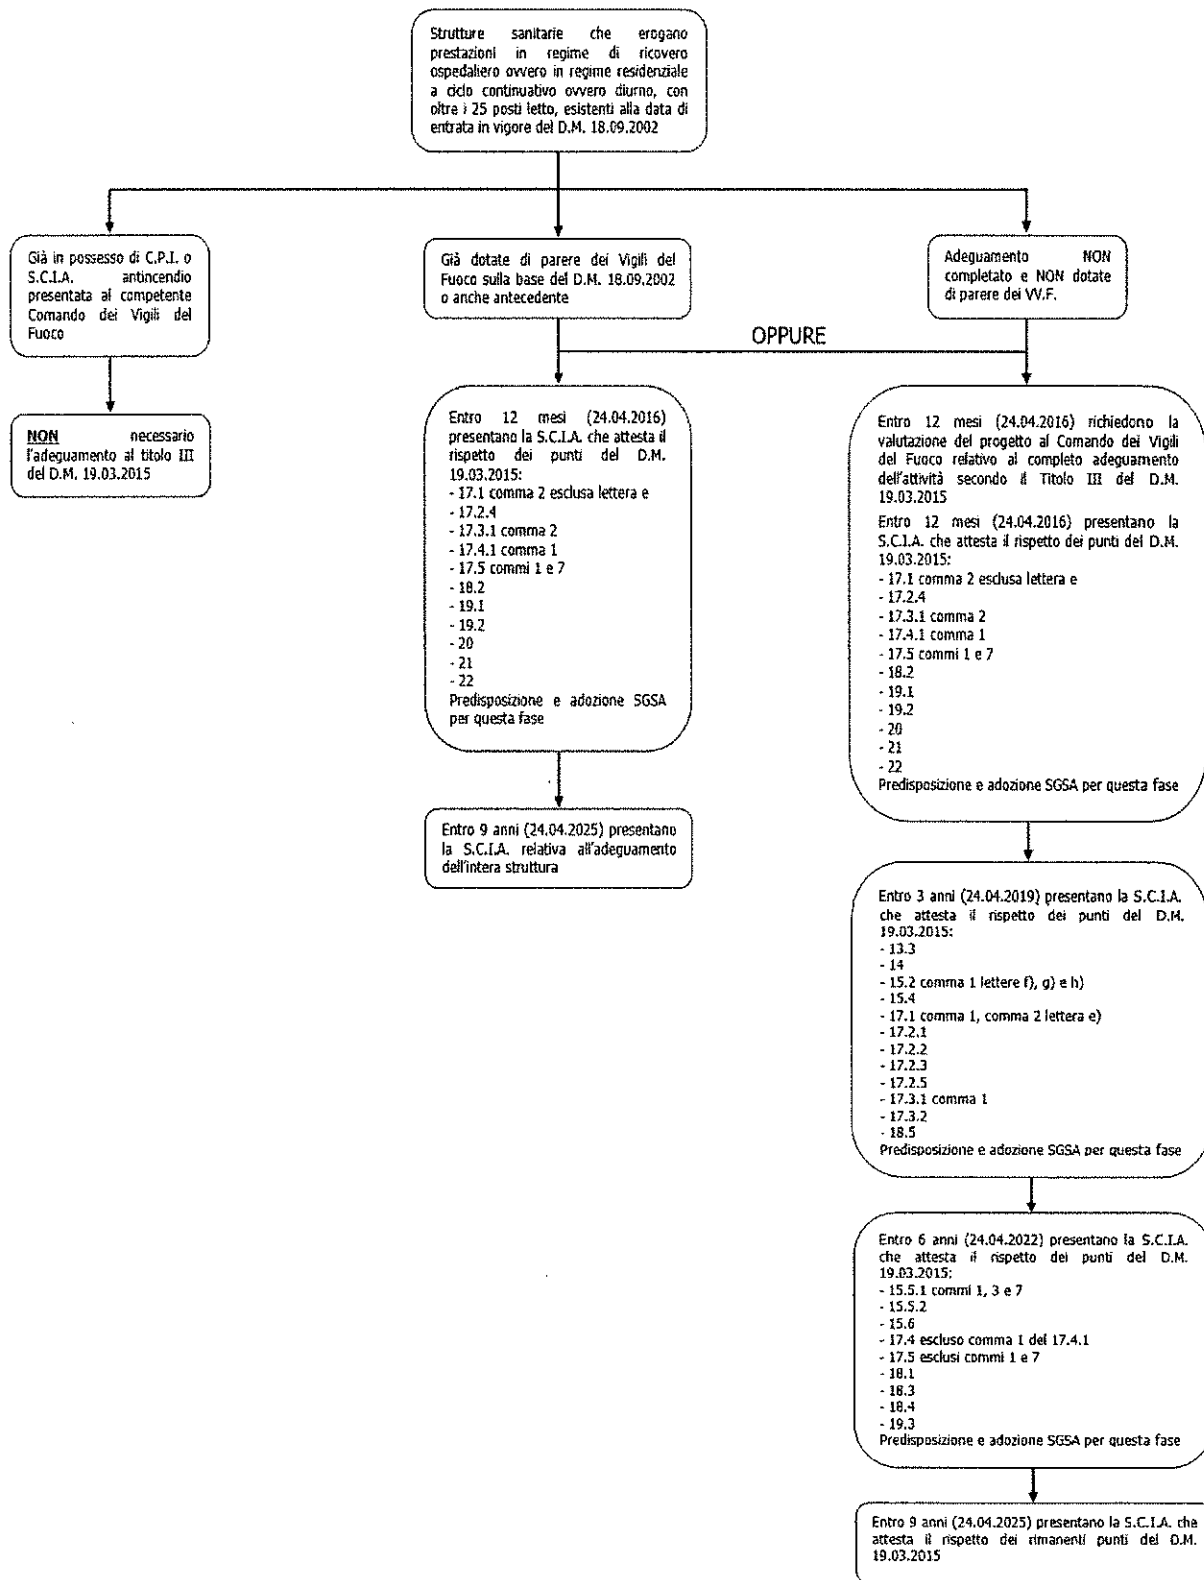 Strutture sanitarie che erogano
prestazioni in regime di ricovero
ospedaliero ovvero in regime residenziale
a ciclo continuativo ovvero diurno, con
oltre i 25 posti letto, esistenti alla data di
entrata in vigore del D.M. 18.09.2002
Già in possesso di C.P.I. o
S.C.I.A. antincendio
presentata al competente
Comando dei Vigili del
Fuoco
Già dotate di parere dei Vigili del
Fuoco sulla base del D.M. 18.09.2002
o anche antecedente
Adeguamento NON
completato e NON dotate
di parere dei VV.F.
OPPURE
NON necessario
l'adeguamento al titolo III
del D.M. 19.03.2015
Entro 12 mesi (24.04.2016)
presentano la S.C.I.A. che attesta il
rispetto dei punti del D.M.
19.03.2015:
- 17.1 comma 2 esclusa lettera e
- 17.2.4
- 17.3.1 comma 2
- 17.4.1 comma 1
- 17.5 commi 1 e 7
- 18.2
- 19.1
- 19.2
- 20
- 21
- 22
Predisposizione e adozione SGSA
per questa fase
Entro 9 anni (24.04.2025) presentano
la S.C.I.A. relativa all'adeguamento
dell'intera struttura
Entro 12 mesi (24.04.2016) richiedono la
valutazione del progetto al Comando dei Vigili
del Fuoco relativo al completo adeguamento
dell'attività secondo il Titolo III del D.M.
19.03.2015
Entro 12 mesi (24.04.2016) presentano la
S.C.I.A. che attesta il rispetto dei punti del D.M.
19.03.2015:
- 17.1 comma 2 esclusa lettera e
- 17.2.4
- 17.3.1 comma 2
- 17.4.1 comma 1
- 17.5 commi 1 e 7
- 18.2
- 19.1
- 19.2
- 20
- 21
- 22
Predisposizione e adozione SGSA per questa fase
Entro 3 anni (24.04.2019) presentano la S.C.I.A.
che attesta il rispetto dei punti del D.M.
19.03.2015:
- 13.3
- 14
- 15.2 comma 1 lettere f), g) e h)
- 15.4
- 17.1 comma 1, comma 2 lettera e)
- 17.2.1
- 17.2.2
- 17.2.3
- 17.2.5
- 17.3.1 comma 1
- 17.3.2
- 18.5
Predisposizione e adozione SGSA per questa fase
Entro 6 anni (24.04.2022) presentano la S.C.I.A.
che attesta il rispetto dei punti del D.M.
19.03.2015:
- 15.5.1 commi 1, 3 e 7
- 15.5.2
- 15.6
- 17.4 escluso comma 1 del 17.4.1
- 17.5 esclusi commi 1 e 7
- 18.1
- 18.3
- 18.4
- 19.3
Predisposizione e adozione SGSA per questa fase
Entro 9 anni (24.04.2025) presentano la S.C.I.A. che
attesta il rispetto dei rimanenti punti del D.M.
19.03.2015